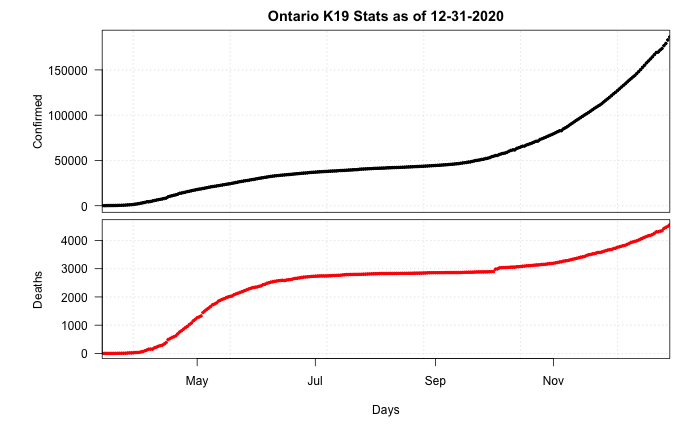 Ontario K19 Stats as of 12-31-2020
Confirmed
150000
100000
50000
0
Deaths
4000
3000
2000
1000
0
May Jul Sep Nov
Days